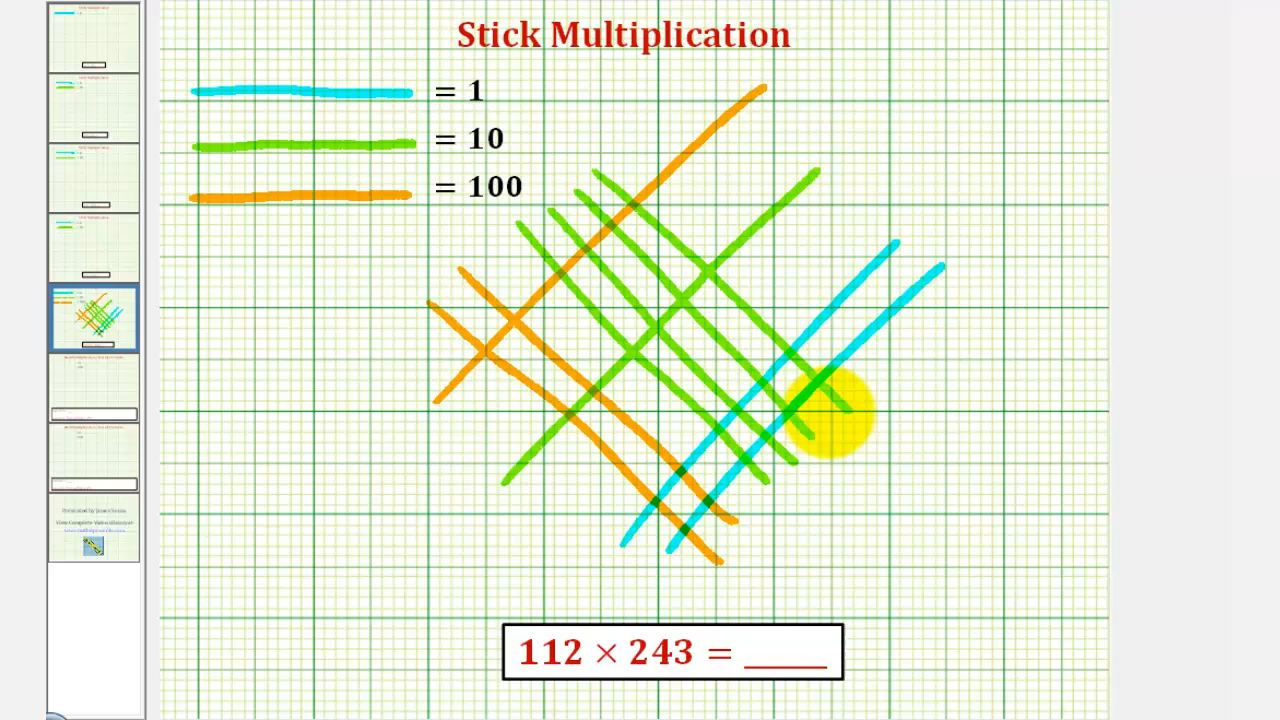 Stick Multiplication
= 1
= 10
= 100
112 × 243 = _____